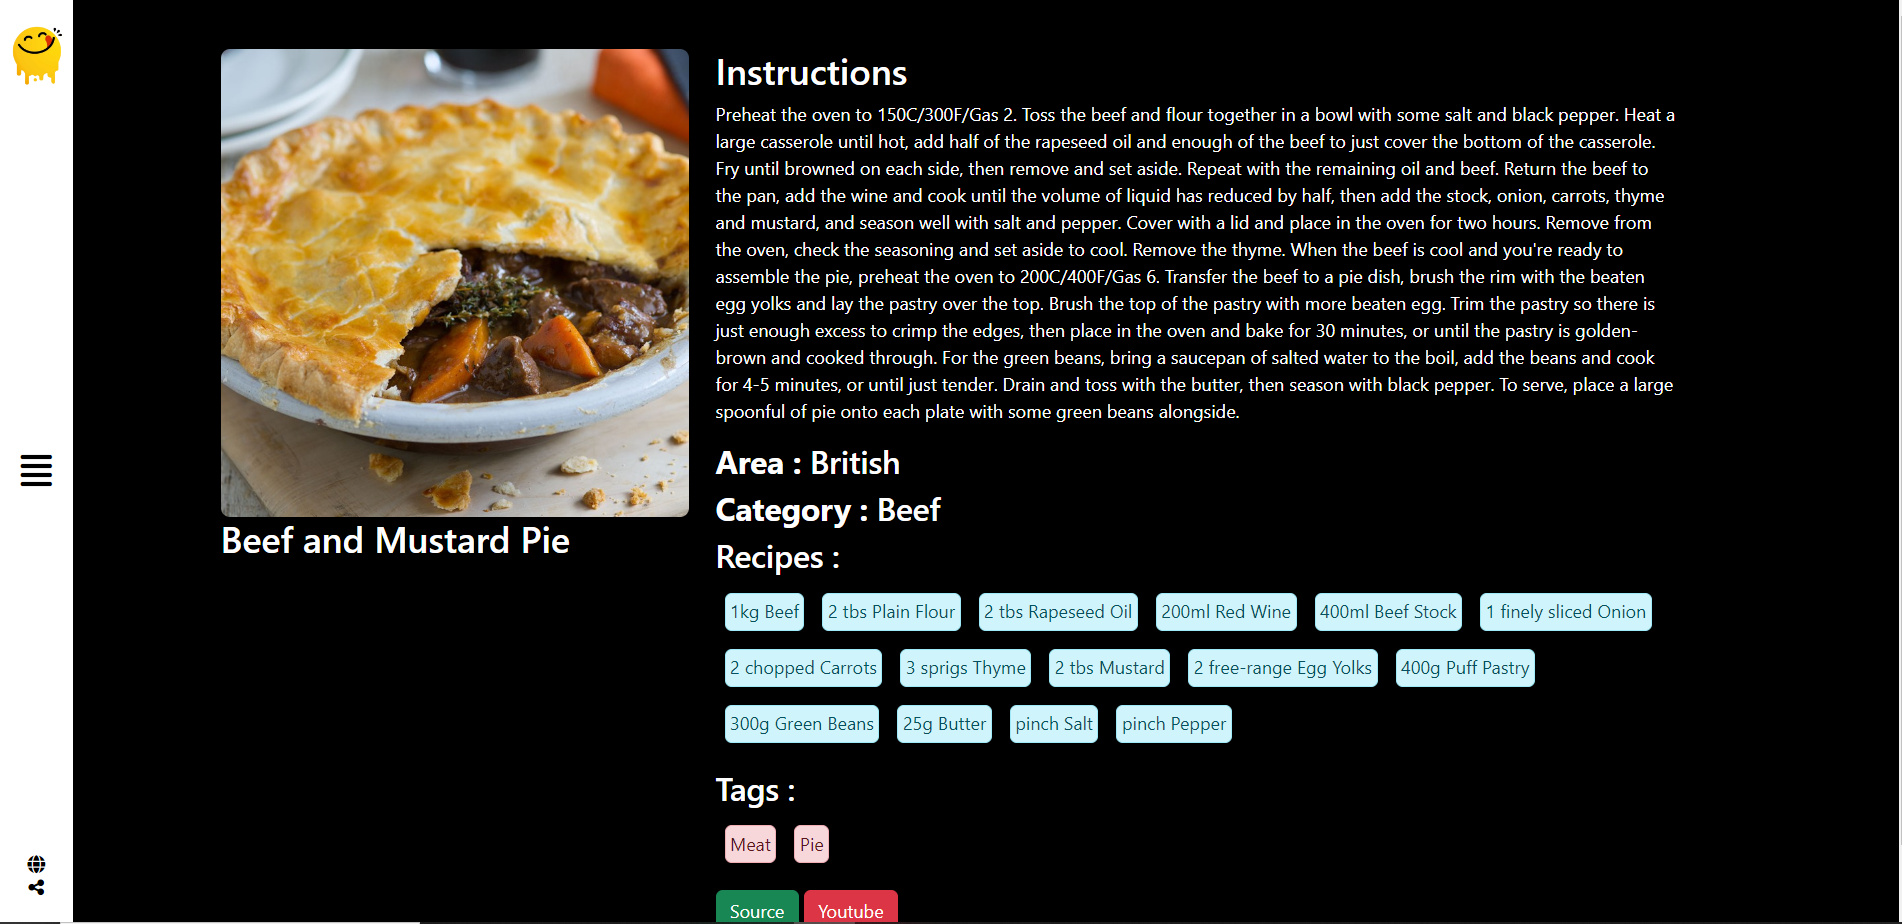 Instructions
Preheat the oven to 150C/300F/Gas 2. Toss the beef and flour together in a bowl with some salt and black pepper. Heat a
large casserole until hot, add half of the rapeseed oil and enough of the beef to just cover the bottom of the casserole.
Fry until browned on each side, then remove and set aside. Repeat with the remaining oil and beef. Return the beef to
the pan, add the wine and cook until the volume of liquid has reduced by half, then add the stock, onion, carrots, thyme
and mustard, and season well with salt and pepper. Cover with a lid and place in the oven for two hours. Remove from
the oven, check the seasoning and set aside to cool. Remove the thyme. When the beef is cool and you're ready to
assemble the pie, preheat the oven to 200C/400F/Gas 6. Transfer the beef to a pie dish, brush the rim with the beaten
egg yolks and lay the pastry over the top. Brush the top of the pastry with more beaten egg. Trim the pastry so there is
just enough excess to crimp the edges, then place in the oven and bake for 30 minutes, or until the pastry is golden-
brown and cooked through. For the green beans, bring a saucepan of salted water to the boil, add the beans and cook
for 4-5 minutes, or until just tender. Drain and toss with the butter, then season with black pepper. To serve, place a large
spoonful of pie onto each plate with some green beans alongside.
Beef and Mustard Pie
Area : British
Category : Beef
Recipes :
1kg Beef 2 tbs Plain Flour 2 tbs Rapeseed Oil 200ml Red Wine 400ml Beef Stock 1 finely sliced Onion
2 chopped Carrots 3 sprigs Thyme 2 tbs Mustard 2 free-range Egg Yolks 400g Puff Pastry
300g Green Beans 25g Butter pinch Salt pinch Pepper
Tags :
Meat Pie
Source Youtube